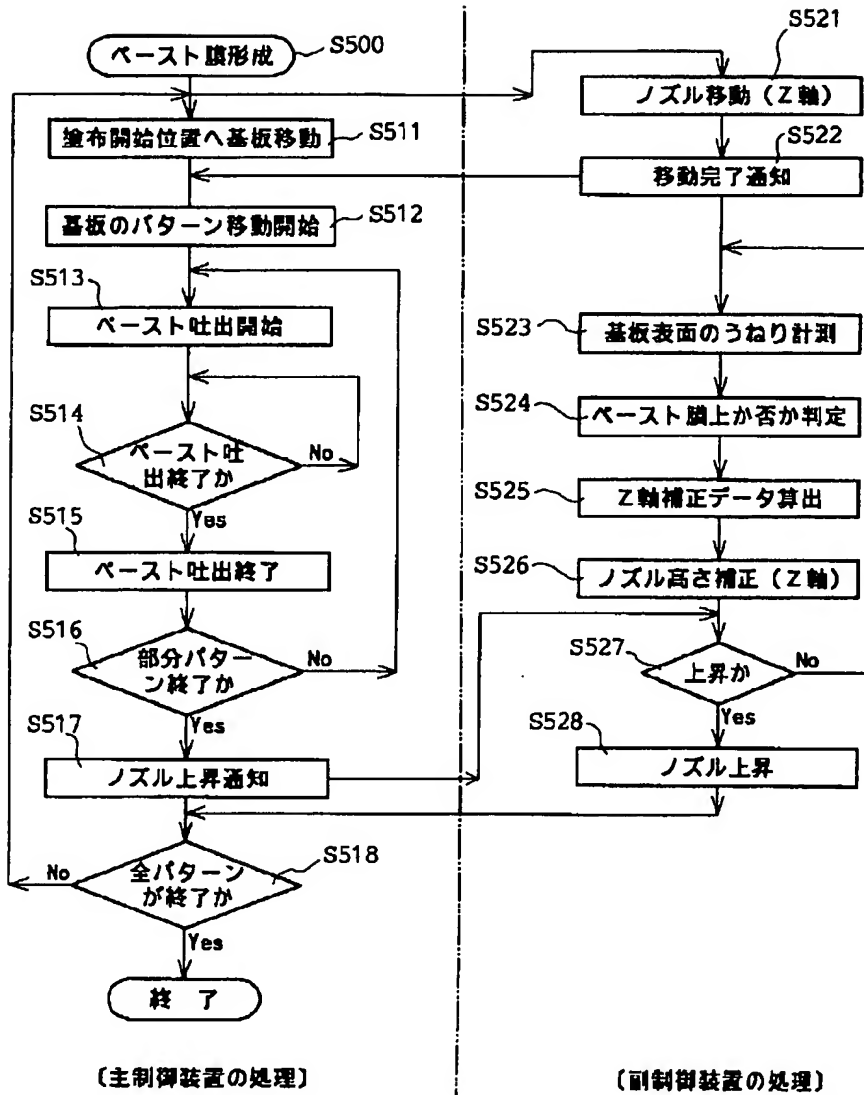 ペースト膜形成
S500
塗布開始位置へ基板移動
S511
基板のパターン移動開始
S512
S513
ペースト吐出開始
S514
ペースト吐
出終了か
No
Yes
S515
ペースト吐出終了
S516
部分パター
ン終了か
No
Yes
S517
ノズル上昇通知
全パターン
が終了か
S518
No
Yes
終 了
〔主制御装置の処理〕
S521
ノズル移動(Z軸)
S522
移動完了通知
S523
基板表面のうねり計測
S524
ペースト膜上か否か判定
S525
Z軸補正データ算出
S526
ノズル高さ補正(Z軸)
S527
上昇か
No
Yes
S528
ノズル上昇
〔副制御装置の処理〕